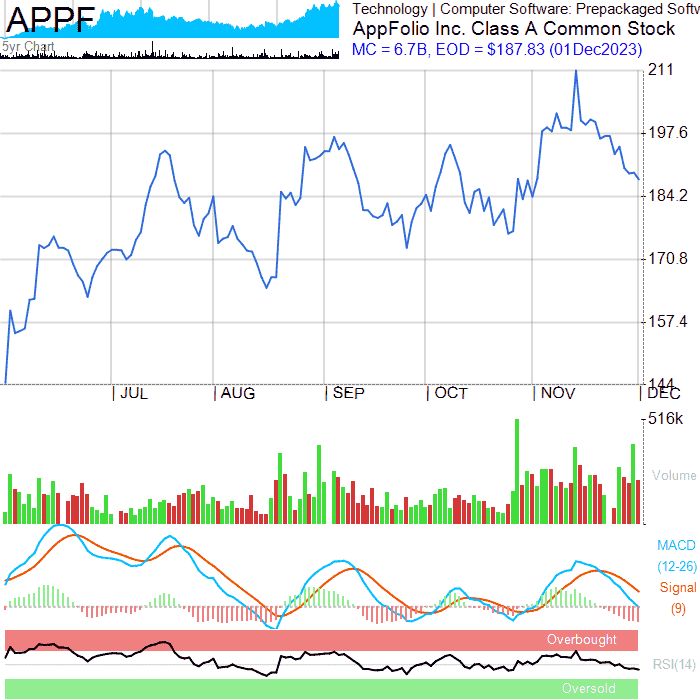 APPF
5yr Chart
Technology | Computer Software: Prepackaged Softw
AppFolio Inc. Class A Common Stock
MC = 6.7B, EOD = $187.83 (01Dec2023)
211
197.6
184.2
170.8
157.4
144
JUL AUG SEP OCT NOV DEC
516k
Volume
MACD
(12-26)
Signal
(9)
Overbought
RSI(14)
Oversold